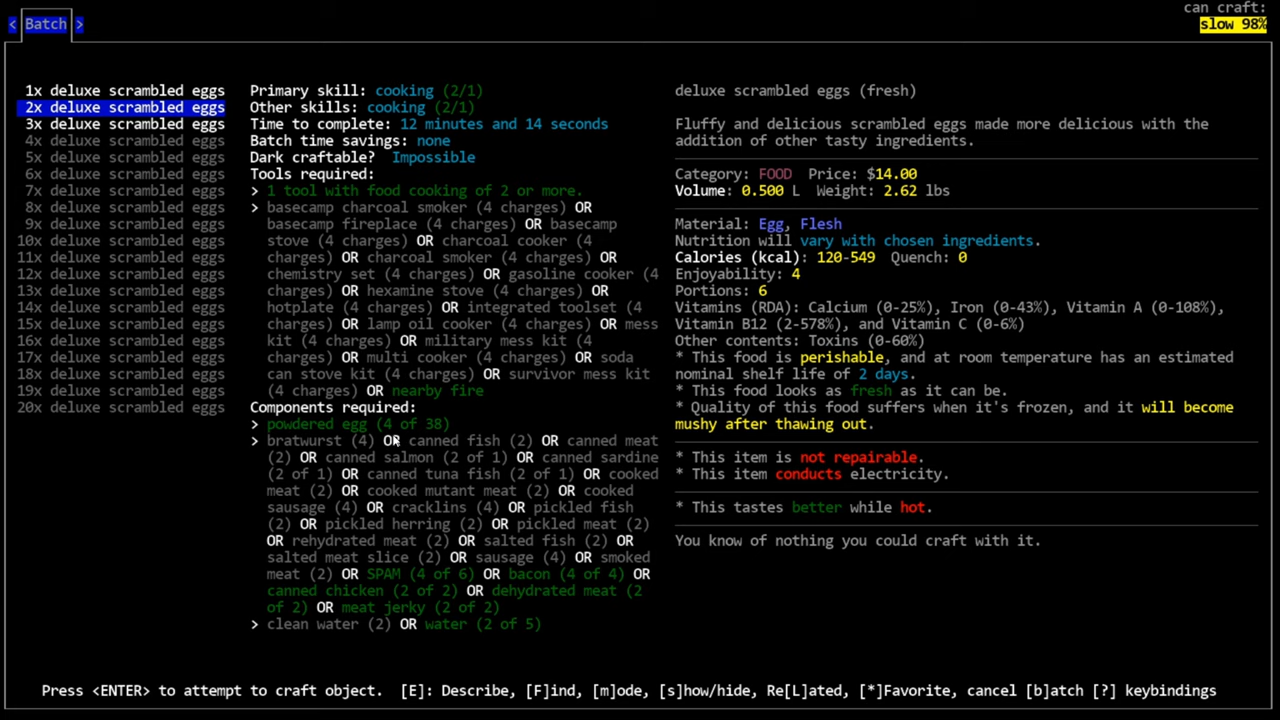 can craft:
< Batch >
slow 98%
1x deluxe scrambled eggs
2x deluxe scrambled eggs
3x deluxe scrambled eggs
4x deluxe scrambled eggs
5x deluxe scrambled eggs
6x deluxe scrambled eggs
7x deluxe scrambled eggs
8x deluxe scrambled eggs
9x deluxe scrambled eggs
10x deluxe scrambled eggs
11x deluxe scrambled eggs
12x deluxe scrambled eggs
13x deluxe scrambled eggs
14x deluxe scrambled eggs
15x deluxe scrambled eggs
16x deluxe scrambled eggs
17x deluxe scrambled eggs
18x deluxe scrambled eggs
19x deluxe scrambled eggs
20x deluxe scrambled eggs
Primary skill: cooking (2/1)
Other skills: cooking (2/1)
Time to complete: 12 minutes and 14 seconds
Batch time savings: none
Dark craftable? Impossible
Tools required:
> 1 tool with food cooking of 2 or more.
> basecamp charcoal smoker (4 charges) OR
basecamp fireplace (4 charges) OR basecamp
stove (4 charges) OR charcoal cooker (4
charges) OR charcoal smoker (4 charges) OR
chemistry set (4 charges) OR gasoline cooker (4
charges) OR hexamine stove (4 charges) OR
hotplate (4 charges) OR integrated toolset (4
charges) OR lamp oil cooker (4 charges) OR mess
kit (4 charges) OR military mess kit (4
charges) OR multi cooker (4 charges) OR soda
can stove kit (4 charges) OR survivor mess kit
(4 charges) OR nearby fire
Components required:
> powdered egg (4 of 38)
> bratwurst (4) OR canned fish (2) OR canned meat
(2) OR canned salmon (2 of 1) OR canned sardine
(2 of 1) OR canned tuna fish (2 of 1) OR cooked
meat (2) OR cooked mutant meat (2) OR cooked
sausage (4) OR cracklins (4) OR pickled fish
(2) OR pickled herring (2) OR pickled meat (2)
OR rehydrated meat (2) OR salted fish (2) OR
salted meat slice (2) OR sausage (4) OR smoked
meat (2) OR SPAM (4 of 6) OR bacon (4 of 4) OR
canned chicken (2 of 2) OR dehydrated meat (2
of 2) OR meat jerky (2 of 2)
> clean water (2) OR water (2 of 5)
deluxe scrambled eggs (fresh)
Fluffy and delicious scrambled eggs made more delicious with the
addition of other tasty ingredients.
Category: FOOD Price: $14.00
Volume: 0.500 L Weight: 2.62 lbs
Material: Egg, Flesh
Nutrition will vary with chosen ingredients.
Calories (kcal): 120-549 Quench: 0
Enjoyability: 4
Portions: 6
Vitamins (RDA): Calcium (0-25%), Iron (0-43%), Vitamin A (0-108%),
Vitamin B12 (2-578%), and Vitamin C (0-6%)
Other contents: Toxins (0-60%)
* This food is perishable, and at room temperature has an estimated
nominal shelf life of 2 days.
* This food looks as fresh as it can be.
* Quality of this food suffers when it's frozen, and it will become
mushy after thawing out.
* This item is not repairable.
* This item conducts electricity.
* This tastes better while hot.
You know of nothing you could craft with it.
Press <ENTER> to attempt to craft object. [E]: Describe, [F]ind, [m]ode, [s]how/hide, Re[L]ated, [*]Favorite, cancel [b]atch [?] keybindings